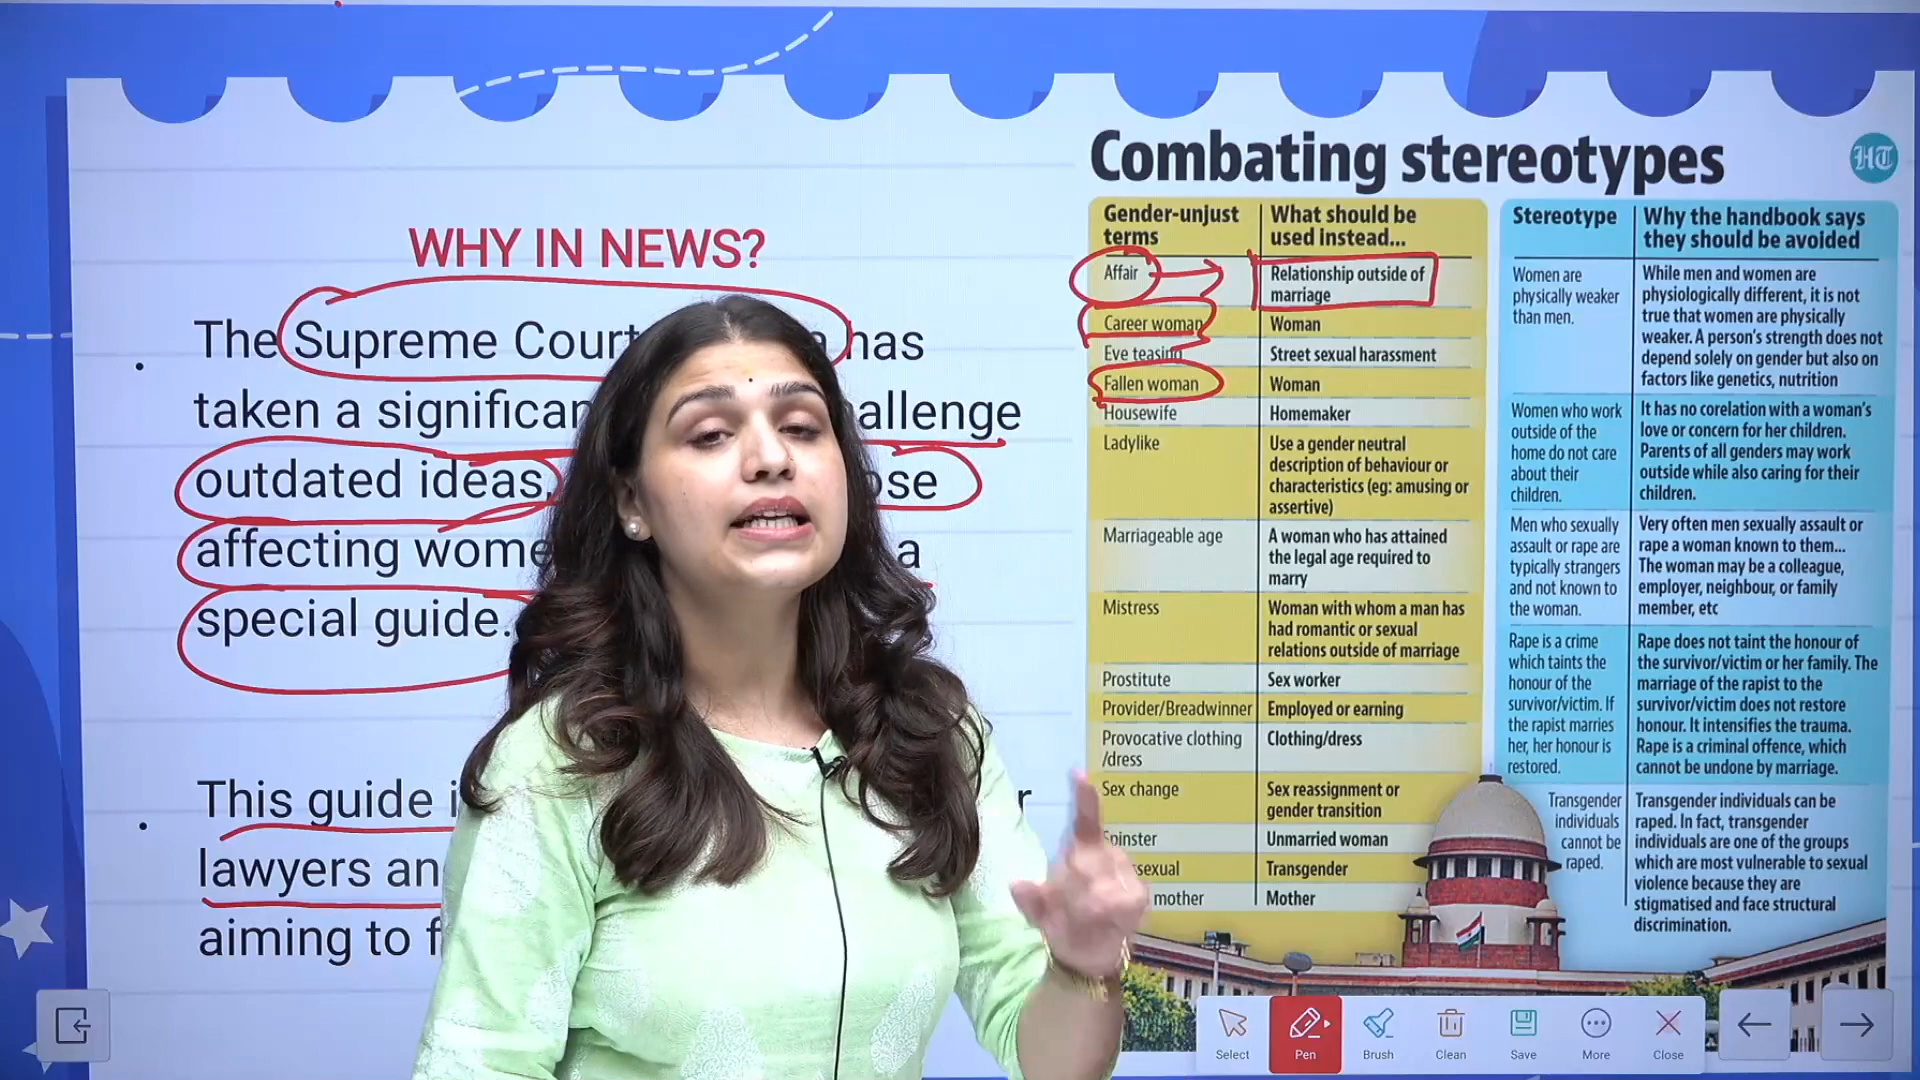 WHY IN NEWS?
The Supreme Court has
taken a allenge
outdated ideas,
affecting a
special guide.
This guide
lawyers
aiming to
Combating stereotypes
HT
Gender-unjust terms
What should be used instead...
Affair
Relationship outside of
marriage
Career woman
Woman
Eve teasing
Street sexual harassment
Fallen woman
Woman
Housewife
Homemaker
Ladylike
Use a gender neutral
description of behaviour or
characteristics (eg: amusing or
assertive)
Marriageable age
A woman who has attained
the legal age required to
marry
Mistress
Woman with whom a man has
had romantic or sexual
relations outside of marriage
Prostitute
Sex worker
Provider/Breadwinner
Employed or earning
Provocative clothing
/dress
Clothing/dress
Sex change
Sex reassignment or
gender transition
pinster
Unmarried woman
sexual
Transgender
mother
Mother
Stereotype
Why the handbook says
they should be avoided
Women are
physically weaker
than men.
While men and women are
physiologically different, it is not
true that women are physically
weaker. A person's strength does not
depend solely on gender but also on
factors like genetics, nutrition
Women who work
outside of the
home do not care
about their
children.
It has no corelation with a woman's
love or concern for her children.
Parents of all genders may work
outside while also caring for their
children.
Men who sexually
assault or rape are
typically strangers
and not known to
the woman.
Very often men sexually assault or
rape a woman known to them...
The woman may be a colleague,
employer, neighbour, or family
member, etc
Rape is a crime
which taints the
honour of the
survivor/victim. If
the rapist marries
her, her honour is
restored.
Rape does not taint the honour of
the survivor/victim or her family. The
marriage of the rapist to the
survivor/victim does not restore
honour. It intensifies the trauma.
Rape is a criminal offence, which
cannot be undone by marriage.
Transgender
individuals
cannot be
raped.
Transgender individuals can be
raped. In fact, transgender
individuals are one of the groups
which are most vulnerable to sexual
violence because they are
stigmatised and face structural
discrimination.
Select
Pen
Brush
Clean
Save
More
Close